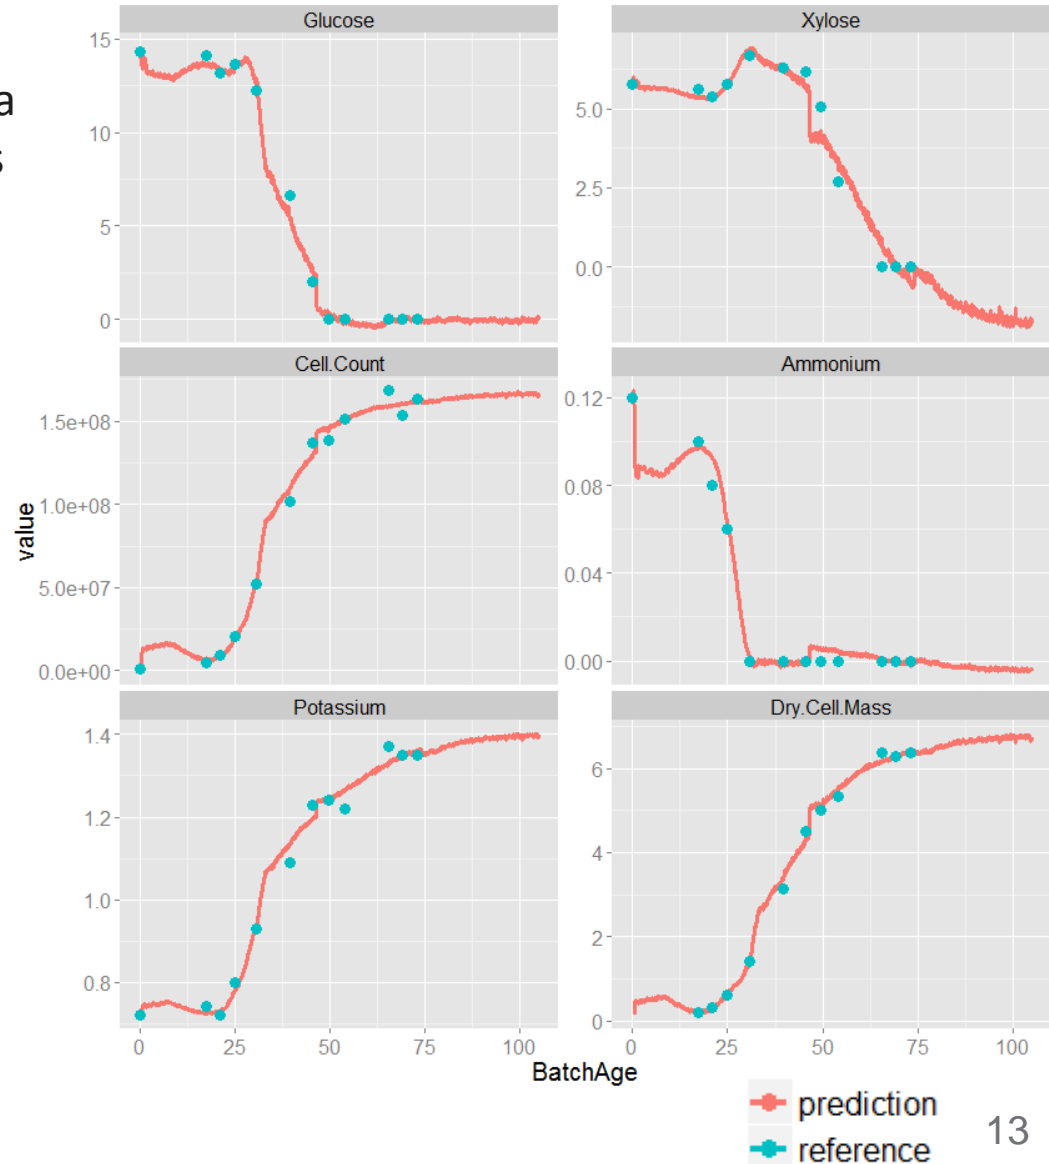 a
s
Glucose
15
10
5
0
Xylose
5.0
2.5
0.0
Cell.Count
1.5e+08
1.0e+08
5.0e+07
0.0e+00
Ammonium
0.12
0.08
0.04
0.00
value
Potassium
1.4
1.2
1.0
0.8
Dry.Cell.Mass
6
4
2
0
0 25 50 75 100
0 25 50 75 100
BatchAge
prediction
reference
13